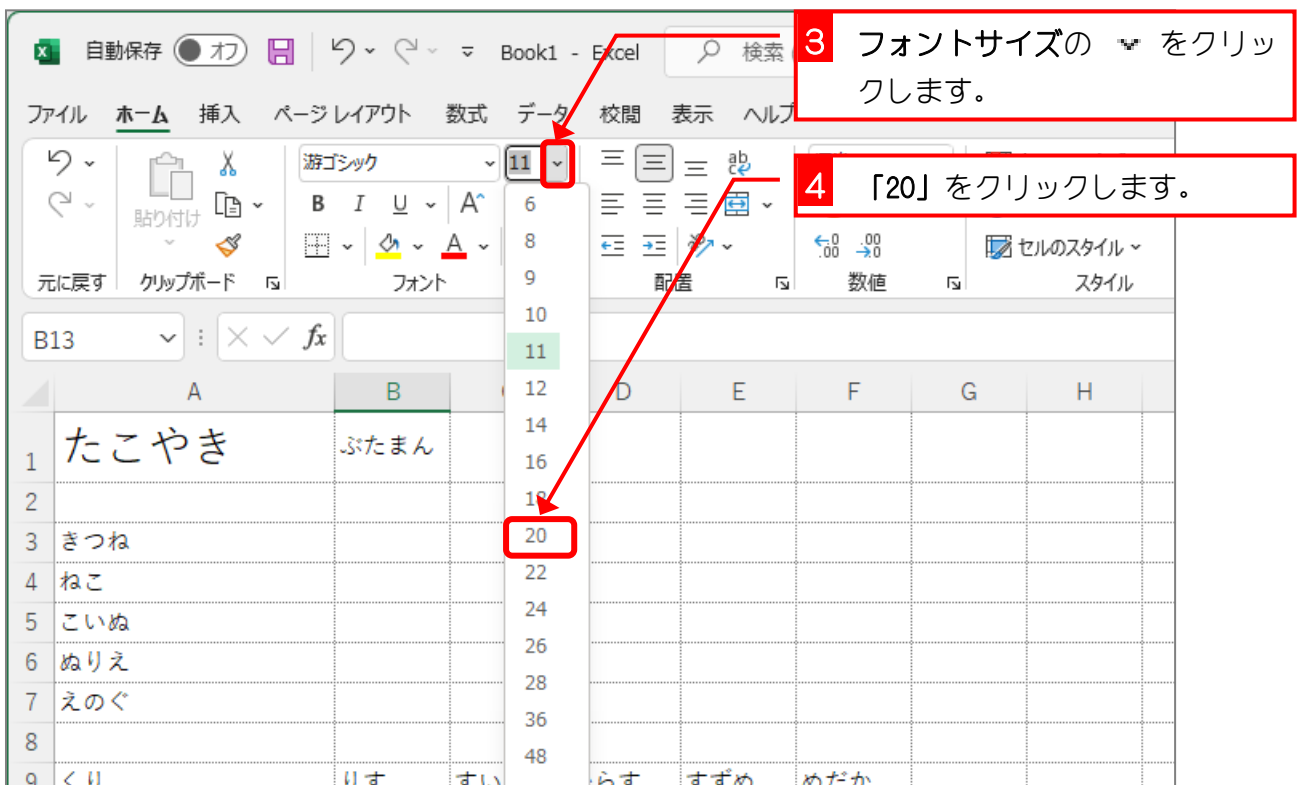 自動保存 オフ Book1 - Excel 検索
3 フォントサイズの ⌄ をクリッ
クします。
ファイル ホーム 挿入 ページ レイアウト 数式 データ 校閲 表示 ヘルプ
游ゴシック 11
4 「20」をクリックします。
貼り付け
B I U A^
A
セルのスタイル
元に戻す クリップボード フォント 配置 数値 スタイル
6
8
9
10
11
12
14
16
18
20
22
24
26
28
36
48
B13 fx
A B D E F G H
1 たこやき ぶたまん
2
3 きつね
4 ねこ
5 こいぬ
6 ぬりえ
7 えのぐ
8
9 くり りす すい らす すずめ めだか